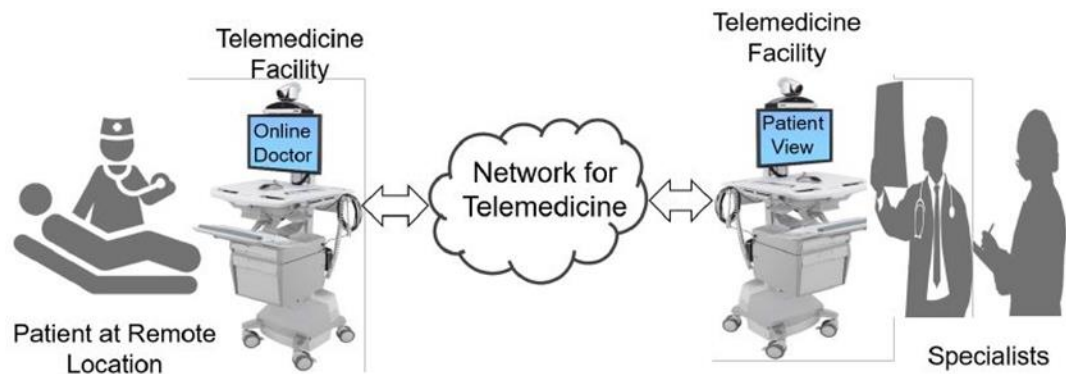 Telemedicine
Facility
Online
Doctor
Patient at Remote
Location
Network for
Telemedicine
Telemedicine
Facility
Patient
View
Specialists